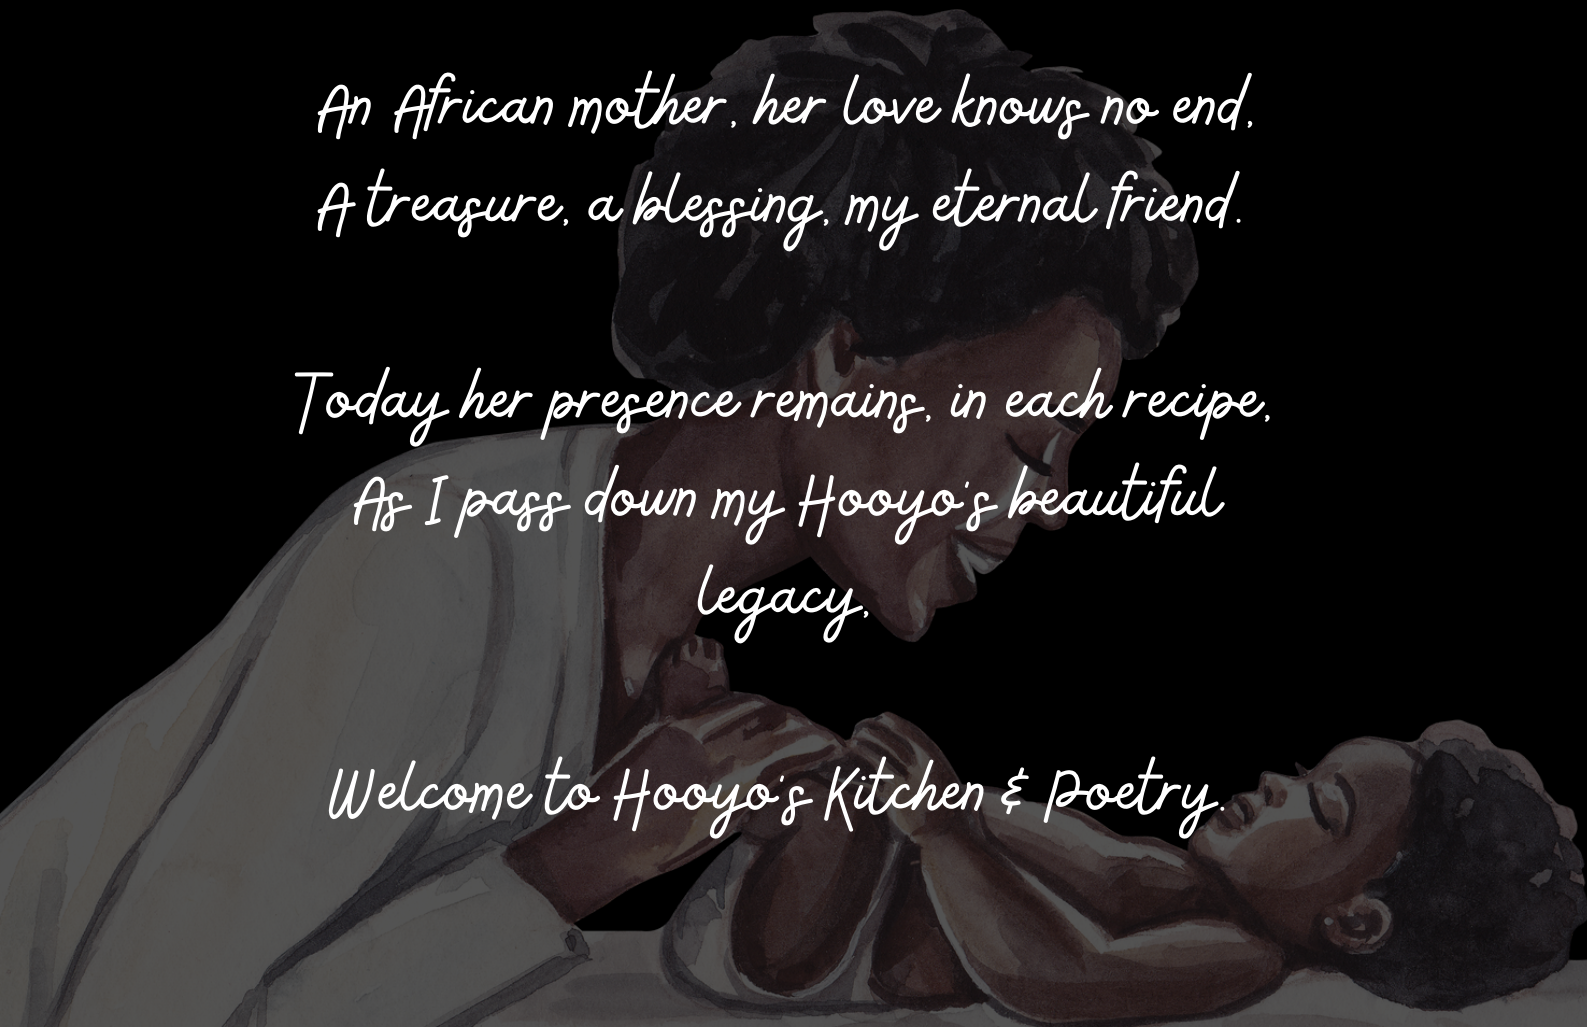 An African mother, her love knows no end,
A treasure, a blessing, my eternal friend.
Today her presence remains, in each recipe,
As I pass down my Hooyo's beautiful
legacy,
Welcome to Hooyo's Kitchen & Poetry.